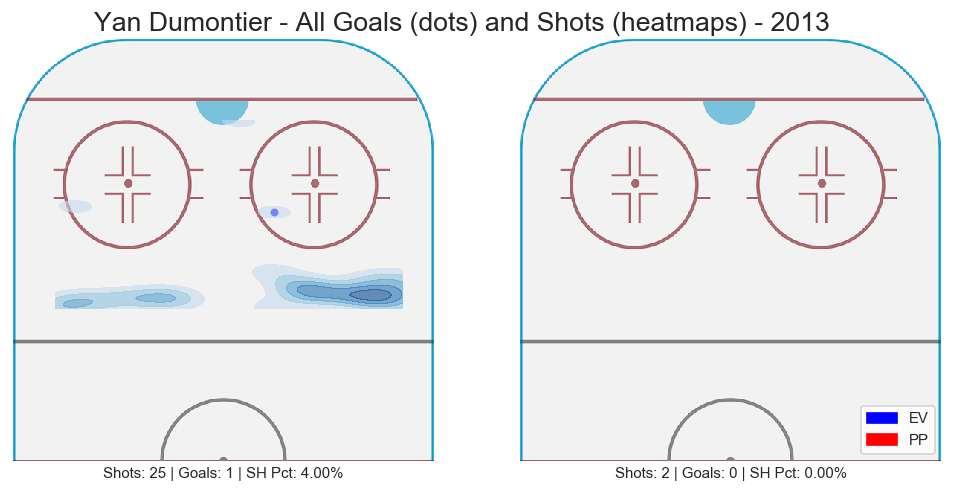 Yan Dumontier - All Goals (dots) and Shots (heatmaps) - 2013
EV
PP
Shots: 25 | Goals: 1 | SH Pct: 4.00%
Shots: 2 | Goals: 0 | SH Pct: 0.00%